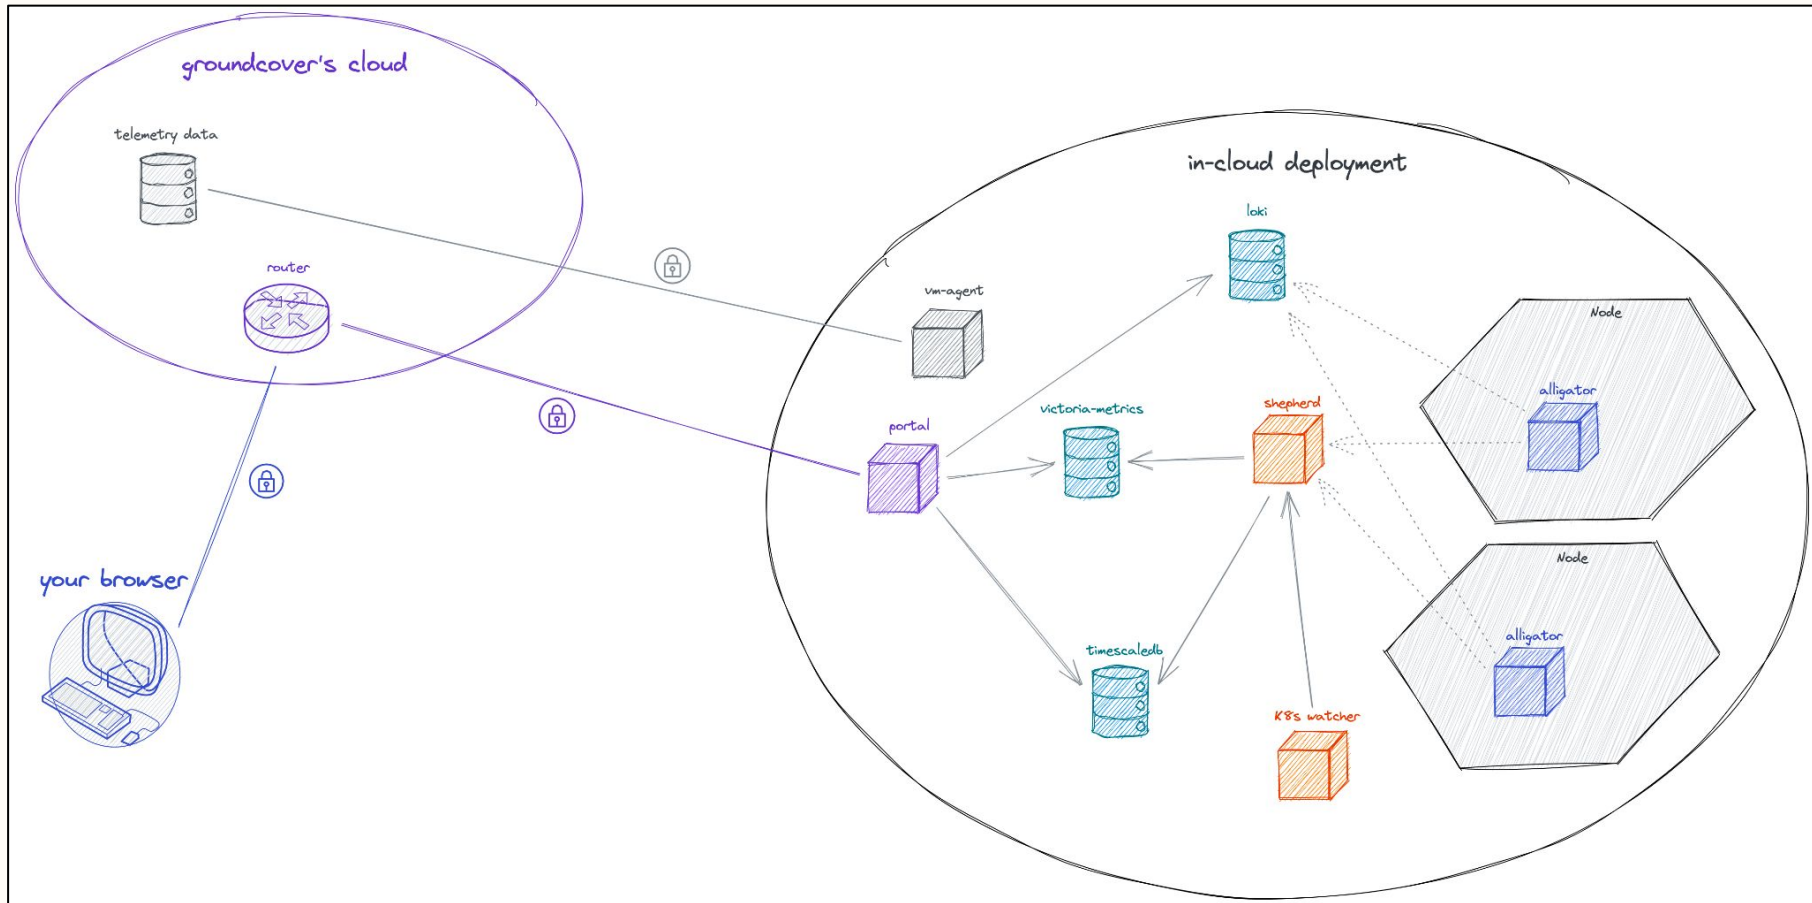 groundcover's cloud
telemetry data
router
your browser
in-cloud deployment
loki
vm-agent
Node
alligator
victoria-metrics
shepherd
portal
Node
alligator
timescaledb
K8s watcher